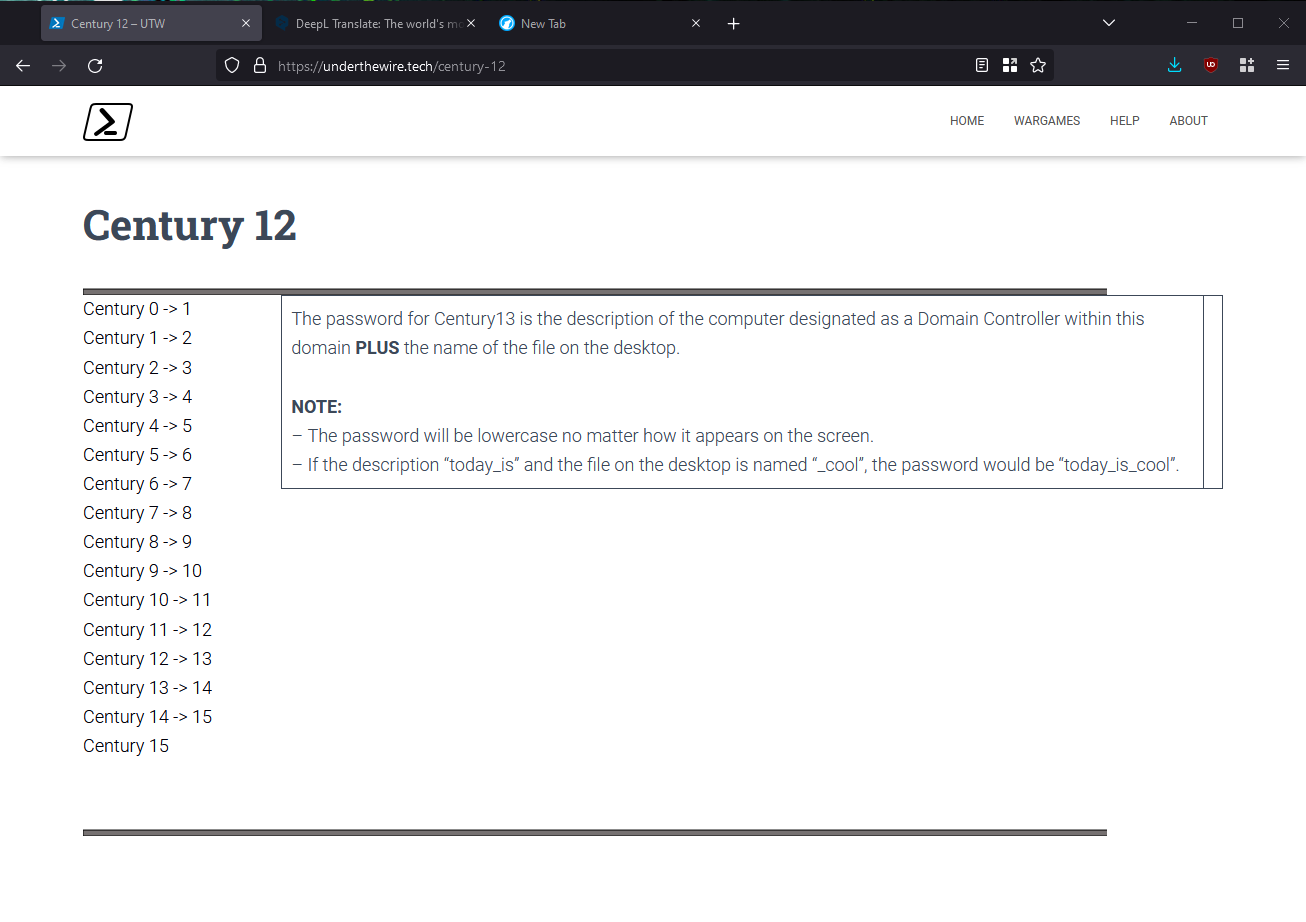 Century 12 – UTW
DeepL Translate: The world's mo
New Tab
https://underthewire.tech/century-12
HOME WARGAMES HELP ABOUT
Century 12
Century 0 -> 1
Century 1 -> 2
Century 2 -> 3
Century 3 -> 4
Century 4 -> 5
Century 5 -> 6
Century 6 -> 7
Century 7 -> 8
Century 8 -> 9
Century 9 -> 10
Century 10 -> 11
Century 11 -> 12
Century 12 -> 13
Century 13 -> 14
Century 14 -> 15
Century 15
The password for Century13 is the description of the computer designated as a Domain Controller within this
domain PLUS the name of the file on the desktop.
NOTE:
– The password will be lowercase no matter how it appears on the screen.
– If the description “today_is” and the file on the desktop is named “_cool”, the password would be “today_is_cool”.